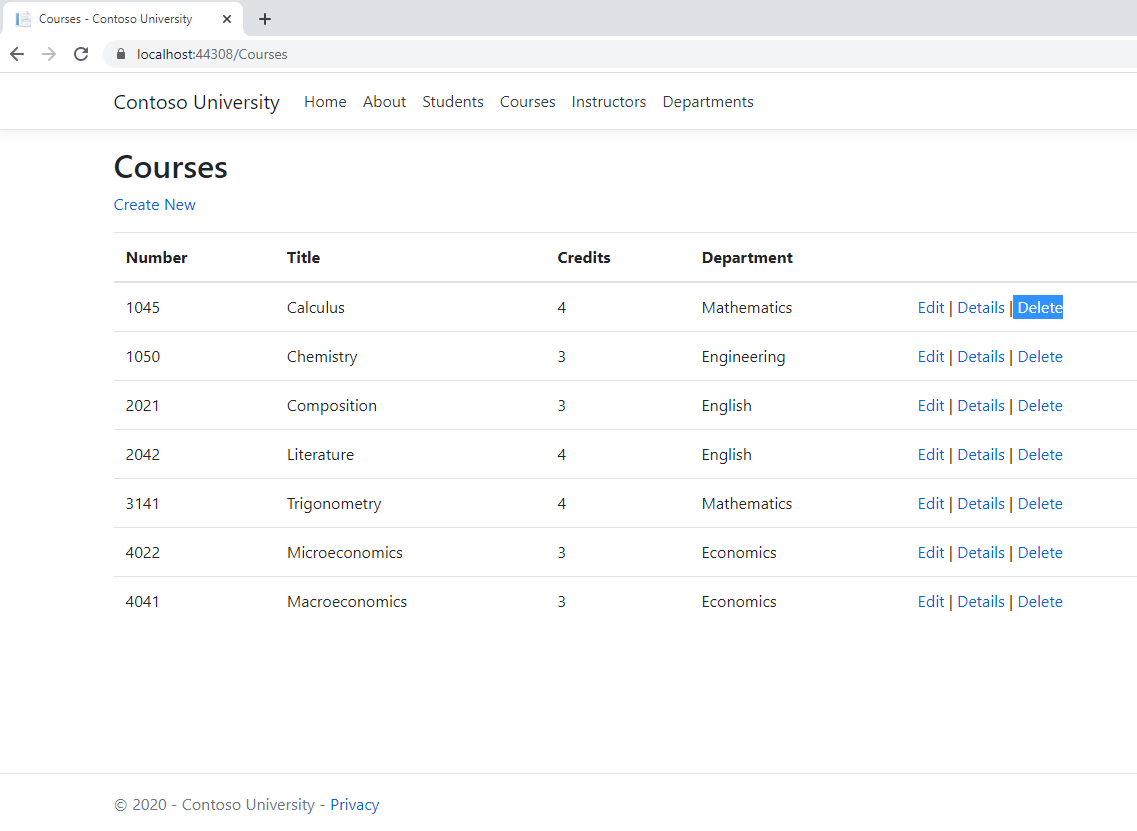 Courses - Contoso University
localhost:44308/Courses
Contoso University Home About Students Courses Instructors Departments
Courses
Create New
Number Title Credits Department
1045 Calculus 4 Mathematics Edit | Details | Delete
1050 Chemistry 3 Engineering Edit | Details | Delete
2021 Composition 3 English Edit | Details | Delete
2042 Literature 4 English Edit | Details | Delete
3141 Trigonometry 4 Mathematics Edit | Details | Delete
4022 Microeconomics 3 Economics Edit | Details | Delete
4041 Macroeconomics 3 Economics Edit | Details | Delete
© 2020 - Contoso University - Privacy